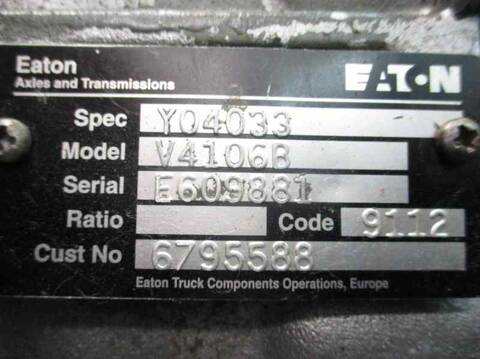 Eaton
Axles and Transmissions
EATON
Spec Y04033
Model V4106B
Serial E609881
Ratio Code 9112
Cust No 6795588
Eaton Truck Components Operations, Europe